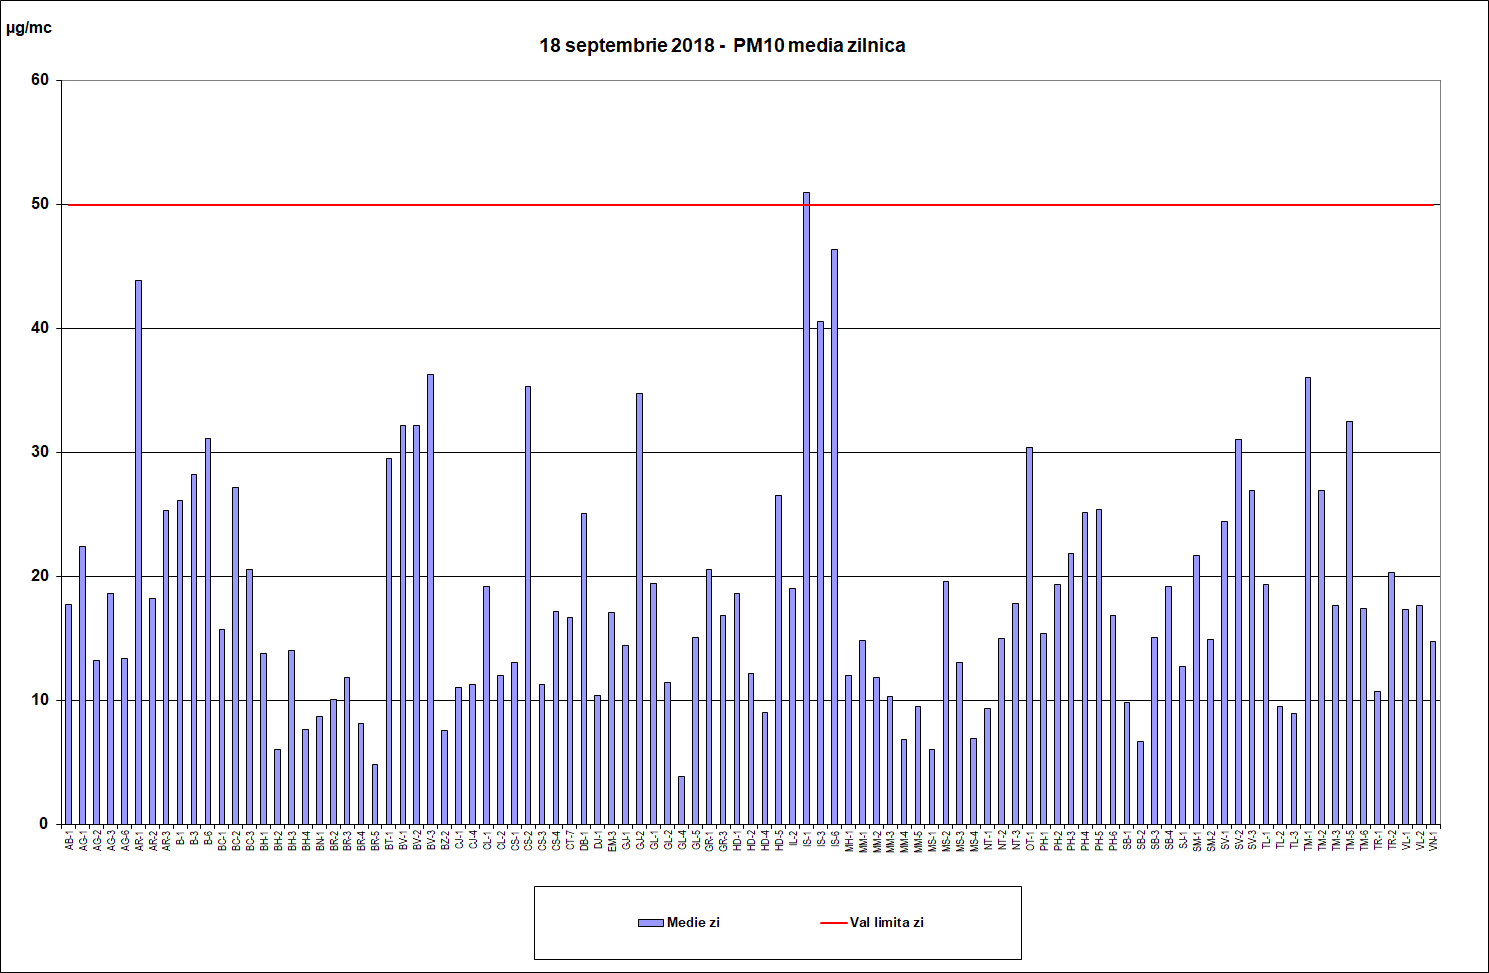 µg/mc
18 septembrie 2018 -  PM10 media zilnica
60
50
40
30
20
10
0
AB-1 AG-1 AG-2 AG-3 AG-6 AR-1 AR-2 AR-3 B-1 B-3 B-6 BC-1 BC-2 BC-3 BH-1 BH-2 BH-3 BH-4 BN-1 BR-2 BR-3 BR-4 BR-5 BT-1 BV-1 BV-2 BV-3 BZ-2 CJ-1 CJ-4 CL-1 CL-2 CS-1 CS-2 CS-3 CS-4 CT-7 DB-1 DJ-1 EM-3 GJ-1 GJ-2 GL-1 GL-2 GL-4 GL-5 GR-1 GR-3 HD-1 HD-2 HD-4 HD-5 IL-2 IS-1 IS-3 IS-6 MH-1 MM-1 MM-2 MM-3 MM-4 MM-5 MS-1 MS-2 MS-3 MS-4 NT-1 NT-2 NT-3 OT-1 PH-1 PH-2 PH-3 PH-4 PH-5 PH-6 SB-1 SB-2 SB-3 SB-4 SJ-1 SM-1 SM-2 SV-1 SV-2 SV-3 TL-1 TL-2 TL-3 TM-1 TM-2 TM-3 TM-5 TM-6 TR-1 TR-2 VL-1 VL-2 VN-1
Medie zi
Val limita zi